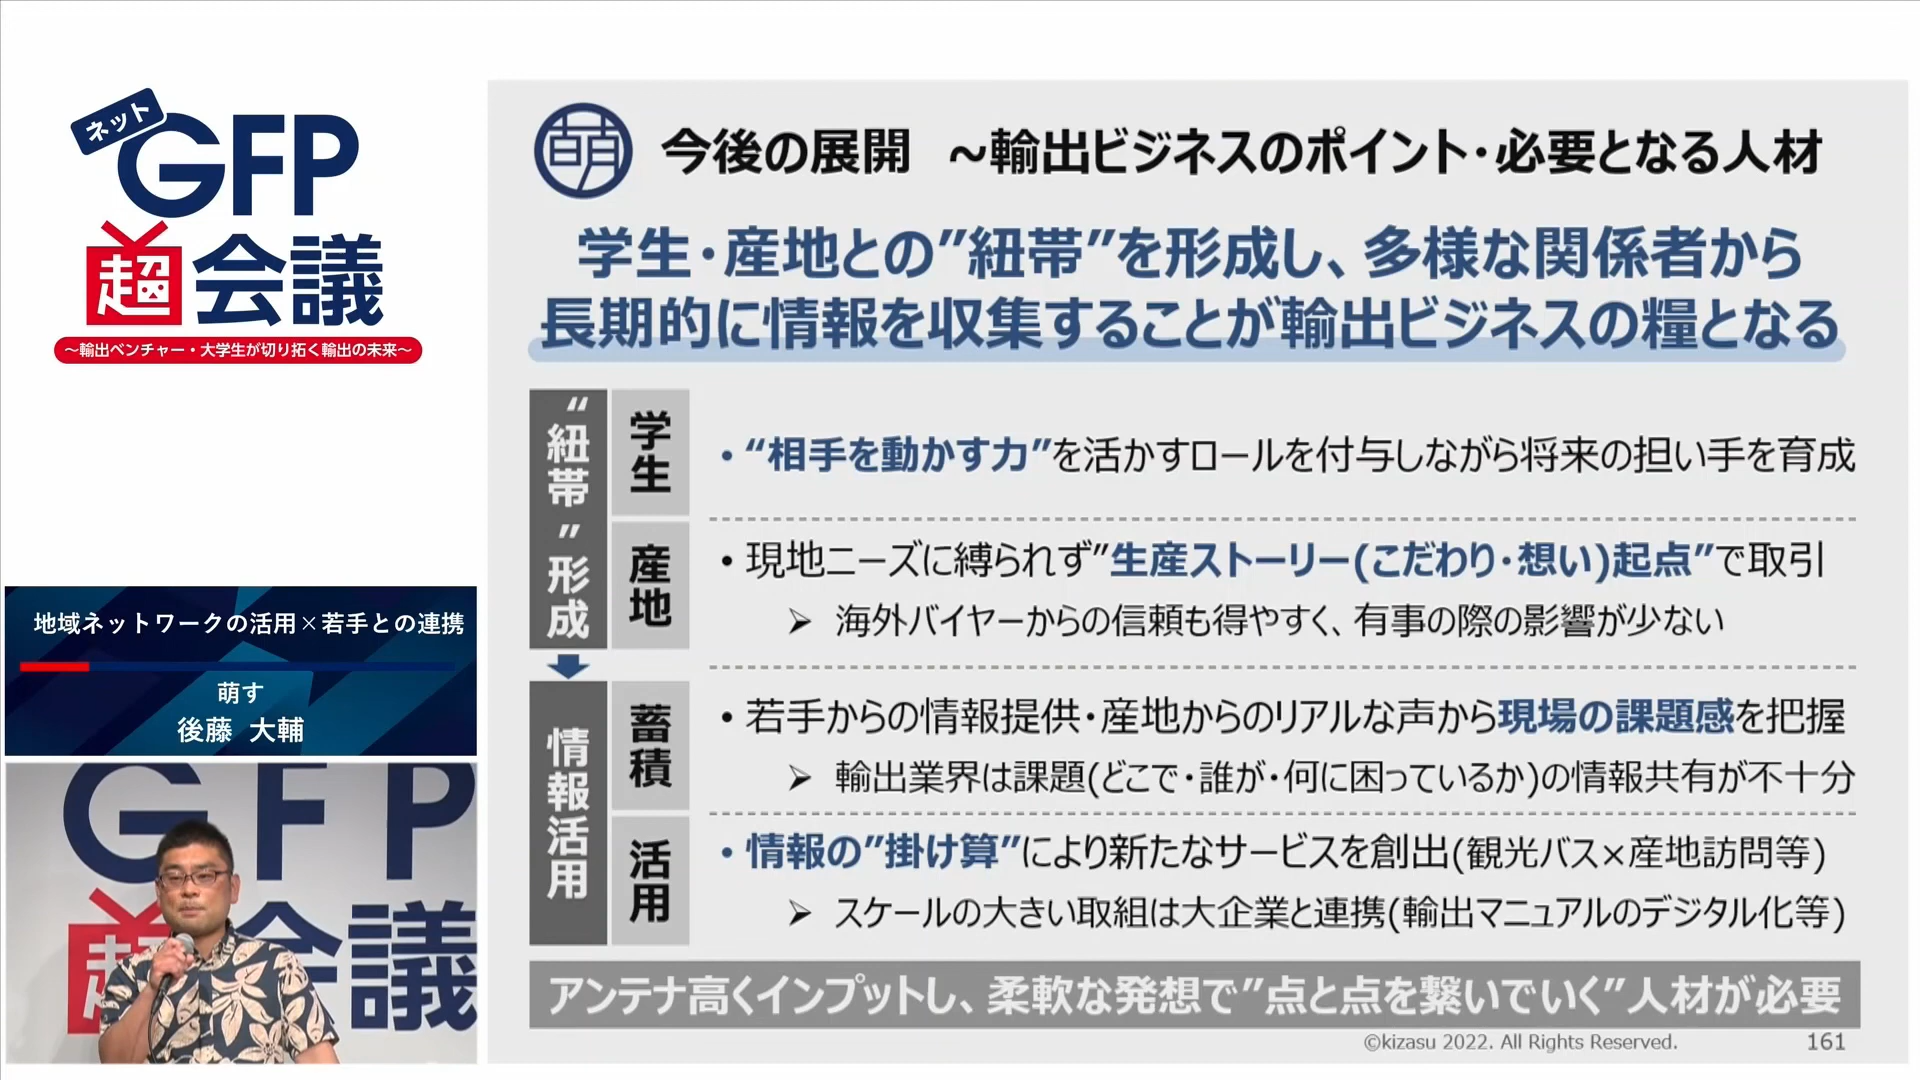 ネット
GFP
超会議
～輸出ベンチャー・大学生が切り拓く輸出の未来～
地域ネットワークの活用×若手との連携
萌す
後藤 大輔
GFP
超会議
萌
今後の展開 ~輸出ビジネスのポイント・必要となる人材
学生・産地との”紐帯”を形成し、多様な関係者から
長期的に情報を収集することが輸出ビジネスの糧となる
“紐帯”形成
学生
・“相手を動かす力”を活かすロールを付与しながら将来の担い手を育成
産地
・現地ニーズに縛られず”生産ストーリー(こだわり・想い)起点”で取引
➢ 海外バイヤーからの信頼も得やすく、有事の際の影響が少ない
情報活用
蓄積
・若手からの情報提供・産地からのリアルな声から現場の課題感を把握
➢ 輸出業界は課題(どこで・誰が・何に困っているか)の情報共有が不十分
活用
・情報の”掛け算”により新たなサービスを創出(観光バス×産地訪問等)
➢ スケールの大きい取組は大企業と連携(輸出マニュアルのデジタル化等)
アンテナ高くインプットし、柔軟な発想で”点と点を繋いでいく”人材が必要
©kizasu 2022. All Rights Reserved.
161